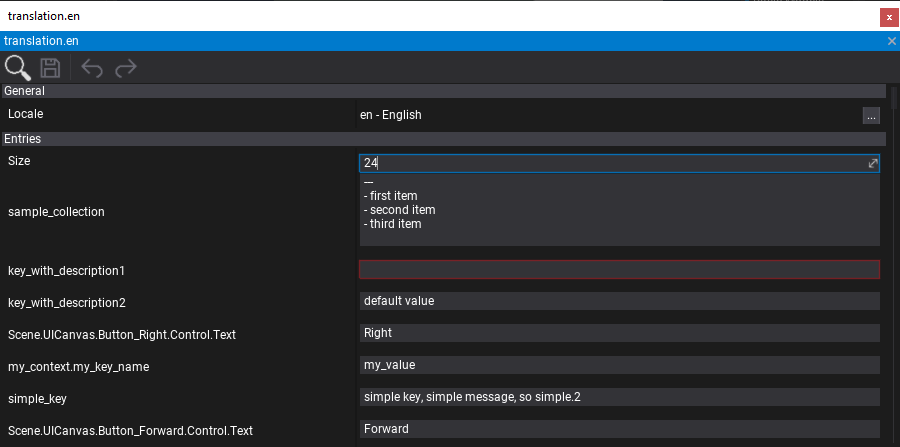 translation.en
x
translation.en
General
Locale
en - English
...
Entries
Size
24
sample_collection
---
- first item
- second item
- third item
key_with_description1
key_with_description2
default value
Scene.UICanvas.Button_Right.Control.Text
Right
my_context.my_key_name
my_value
simple_key
simple key, simple message, so simple.2
Scene.UICanvas.Button_Forward.Control.Text
Forward